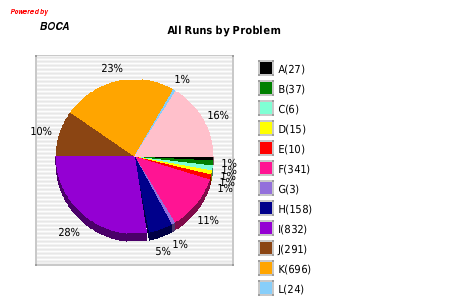 Powered by
BOCA
All Runs by Problem
23%
1%
16%
10%
1%
1%
1%
1%
1%
11%
1%
5%
28%
A(27)
B(37)
C(6)
D(15)
E(10)
F(341)
G(3)
H(158)
I(832)
J(291)
K(696)
L(24)